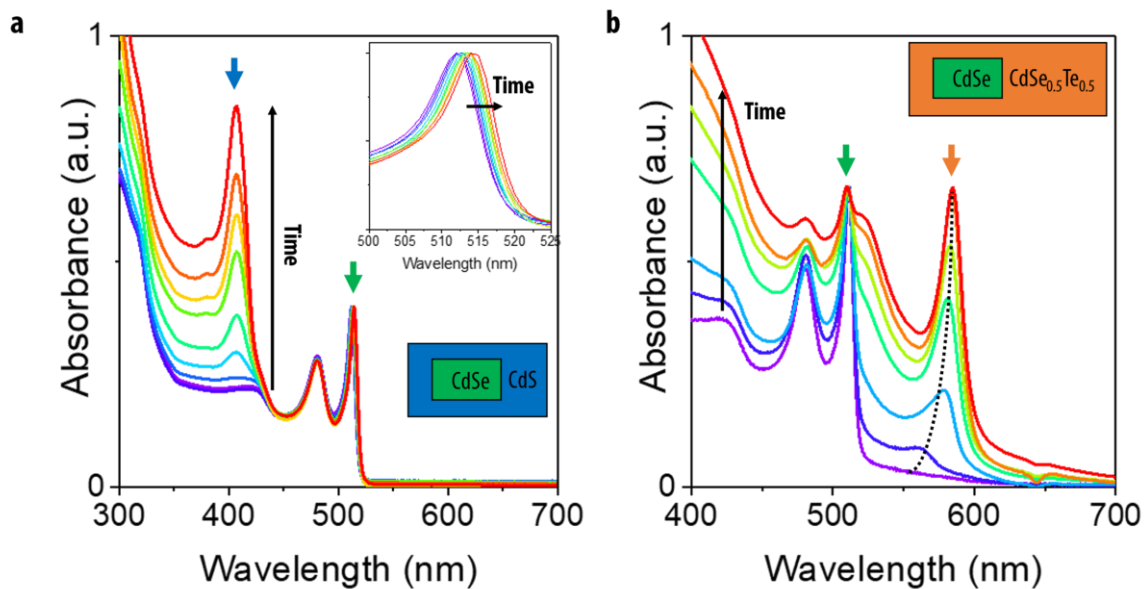 a
1
0
Absorbance (a.u.)
300
400
500
600
700
Wavelength (nm)
Time
Time
500
505
510
515
520
525
Wavelength (nm)
CdSe
CdS
b
1
0
Absorbance (a.u.)
400
500
600
700
Wavelength (nm)
Time
CdSe
CdSe0.5Te0.5